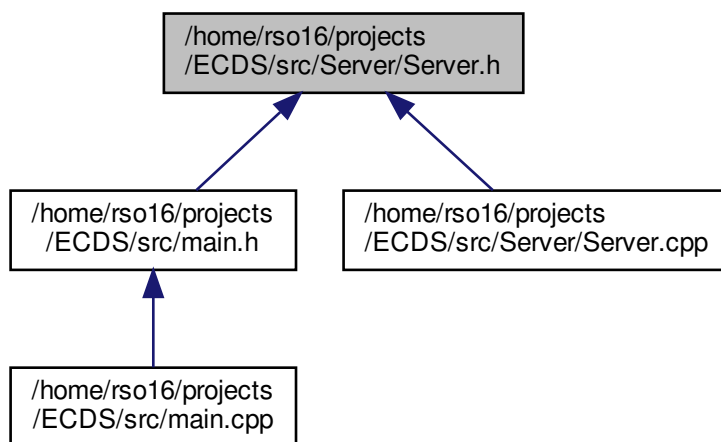 /home/rso16/projects
/ECDS/src/Server/Server.h
/home/rso16/projects
/ECDS/src/main.h
/home/rso16/projects
/ECDS/src/Server/Server.cpp
/home/rso16/projects
/ECDS/src/main.cpp